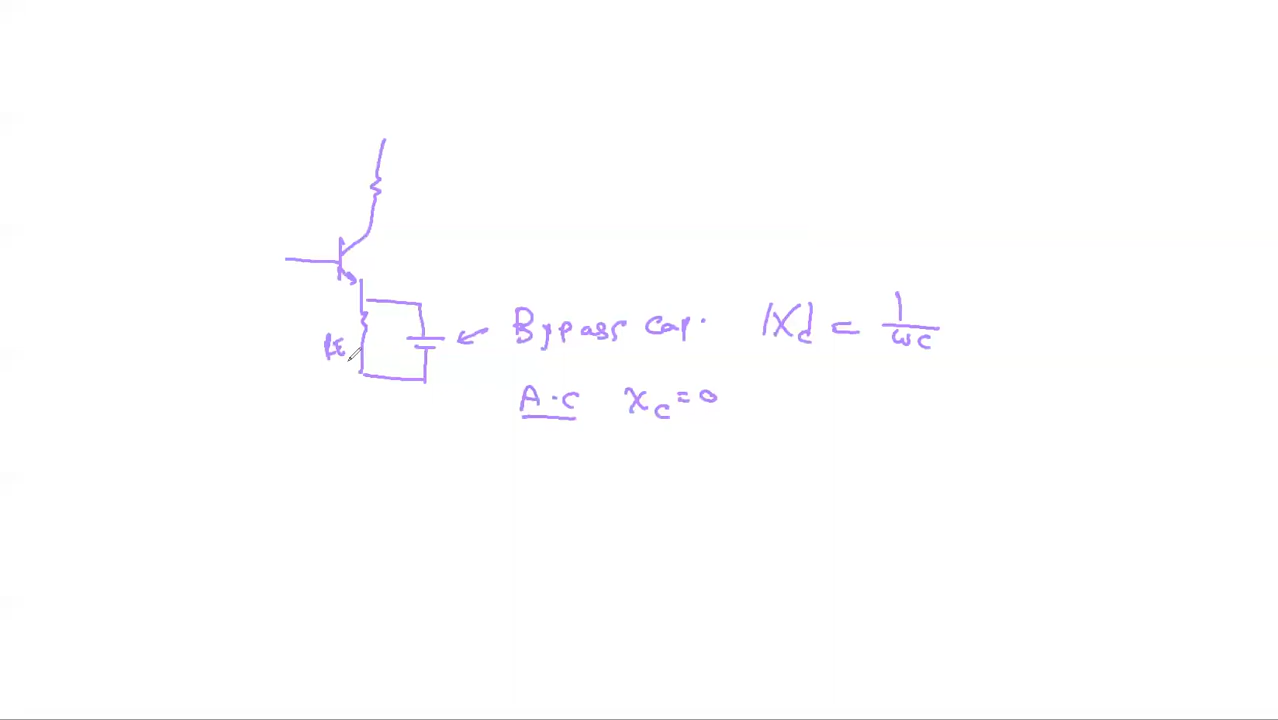 RE
Bypass cap. |Xc| = 1/ωc
A.C Xc = 0